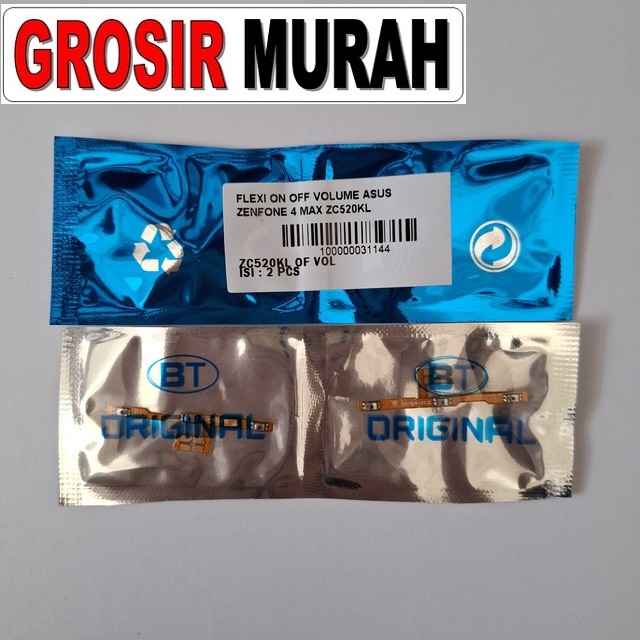 GROSIR MURAH
FLEXI ON OFF VOLUME ASUS
ZENFONE 4 MAX ZC520KL
100000031144
ZC520KL OF VOL
ISI : 2 PCS
BT
ORIGINAL
BT
ORIGINAL